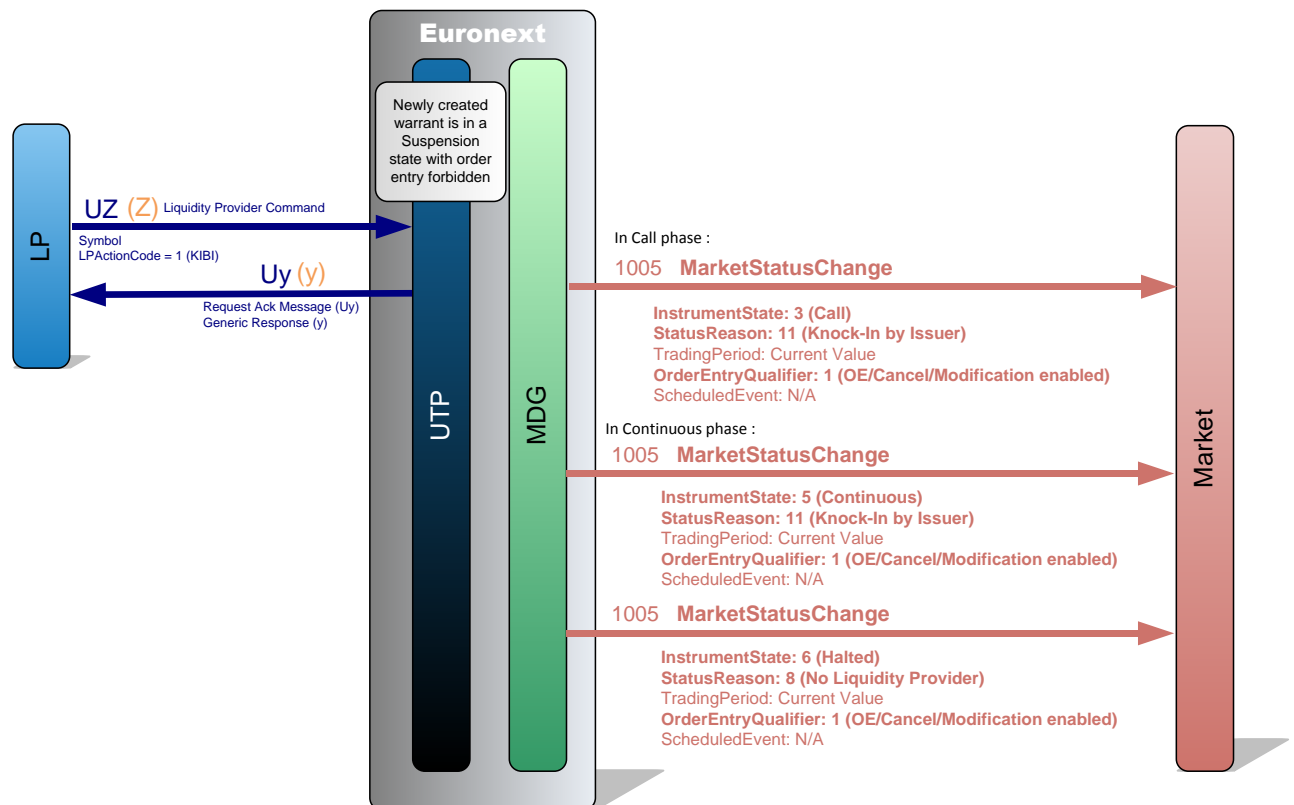 Euronext
Newly created
warrant is in a
Suspension
state with order
entry forbidden
LP
UZ (Z) Liquidity Provider Command
Symbol
LPActionCode = 1 (KIBI)
Uy (y)
Request Ack Message (Uy)
Generic Response (y)
UTP
MDG
In Call phase :
1005 MarketStatusChange
InstrumentState: 3 (Call)
StatusReason: 11 (Knock-In by Issuer)
TradingPeriod: Current Value
OrderEntryQualifier: 1 (OE/Cancel/Modification enabled)
ScheduledEvent: N/A
In Continuous phase :
1005 MarketStatusChange
InstrumentState: 5 (Continuous)
StatusReason: 11 (Knock-In by Issuer)
TradingPeriod: Current Value
OrderEntryQualifier: 1 (OE/Cancel/Modification enabled)
ScheduledEvent: N/A
1005 MarketStatusChange
InstrumentState: 6 (Halted)
StatusReason: 8 (No Liquidity Provider)
TradingPeriod: Current Value
OrderEntryQualifier: 1 (OE/Cancel/Modification enabled)
ScheduledEvent: N/A
Market